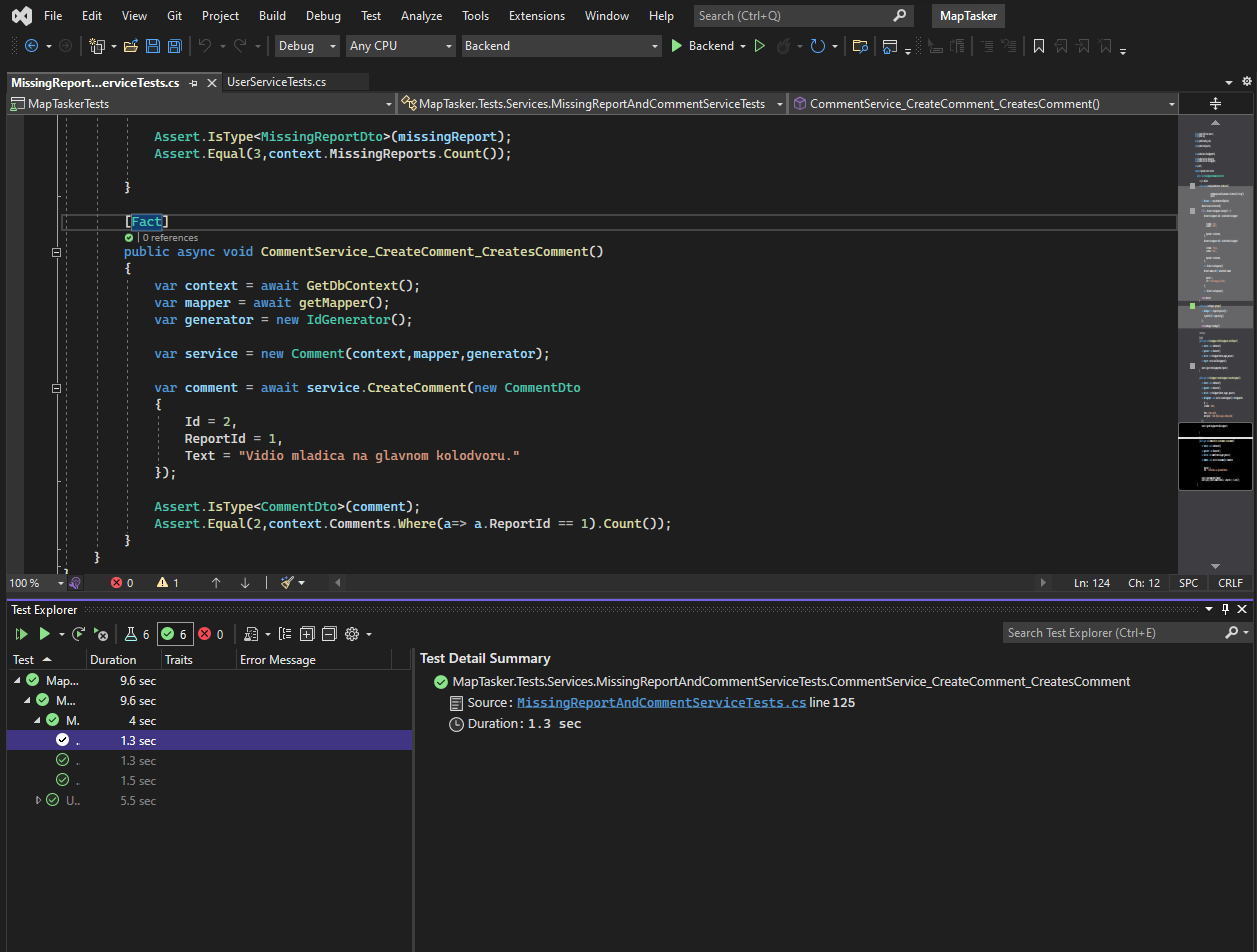 File Edit View Git Project Build Debug Test Analyze Tools Extensions Window Help Search (Ctrl+Q) MapTasker
Debug Any CPU Backend Backend
MissingReport...erviceTests.cs UserServiceTests.cs
MapTaskerTests MapTasker.Tests.Services.MissingReportAndCommentServiceTests CommentService_CreateComment_CreatesComment()
Assert.IsType<MissingReportDto>(missingReport);
Assert.Equal(3,context.MissingReports.Count());
}
[Fact]
0 references
public async void CommentService_CreateComment_CreatesComment()
{
var context = await GetDbContext();
var mapper = await getMapper();
var generator = new IdGenerator();
var service = new Comment(context,mapper,generator);
var comment = await service.CreateComment(new CommentDto
{
Id = 2,
ReportId = 1,
Text = "Vidio mladica na glavnom kolodvoru."
});
Assert.IsType<CommentDto>(comment);
Assert.Equal(2,context.Comments.Where(a=> a.ReportId == 1).Count());
}
}
100 % 0 1 Ln: 124 Ch: 12 SPC CRLF
Test Explorer
6 6 0 Search Test Explorer (Ctrl+E)
Test Duration Traits Error Message
Map... 9.6 sec
M... 9.6 sec
M. 4 sec
.. 1.3 sec
.. 1.3 sec
.. 1.5 sec
U.. 5.5 sec
Test Detail Summary
MapTasker.Tests.Services.MissingReportAndCommentServiceTests.CommentService_CreateComment_CreatesComment
Source: MissingReportAndCommentServiceTests.cs line 125
Duration: 1.3 sec